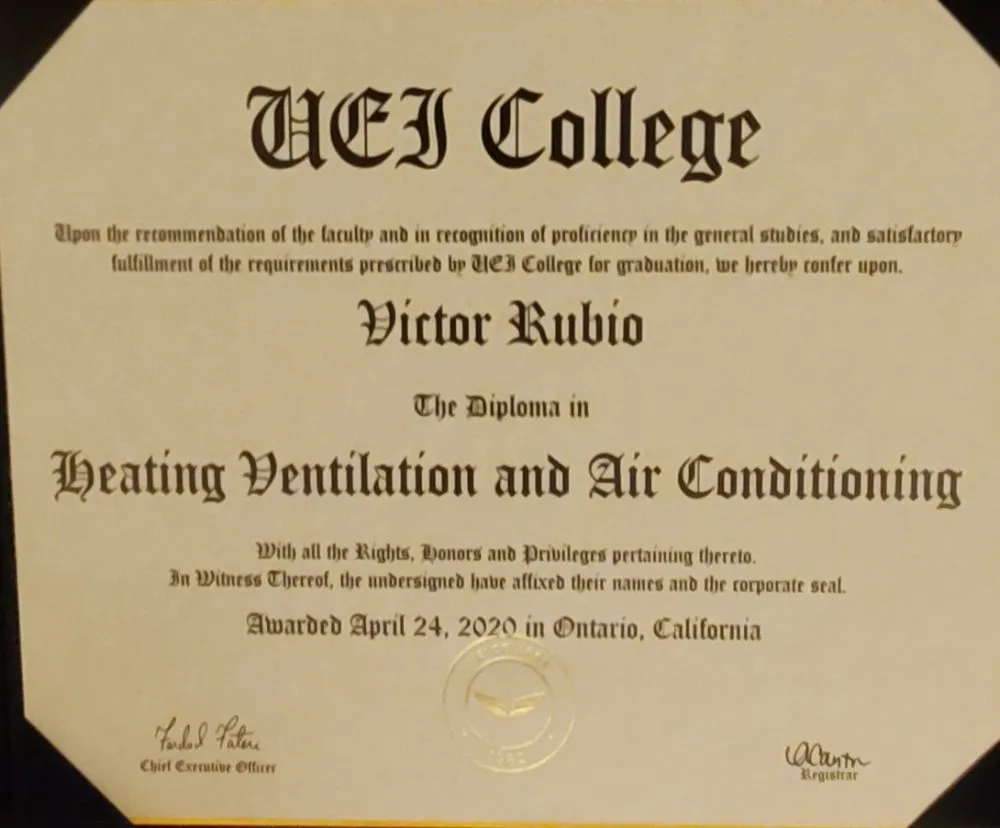 UEI College
Upon the recommendation of the faculty and in recognition of proficiency in the general studies, and satisfactory
fulfillment of the requirements prescribed by UEI College for graduation, we hereby confer upon.
Victor Rubio
The Diploma in
Heating Ventilation and Air Conditioning
With all the Rights, Honors and Privileges pertaining thereto.
In Witness Thereof, the undersigned have affixed their names and the corporate seal.
Awarded April 24, 2020 in Ontario, California
1982
Fardad Fateri
Chief Executive Officer
Registrar